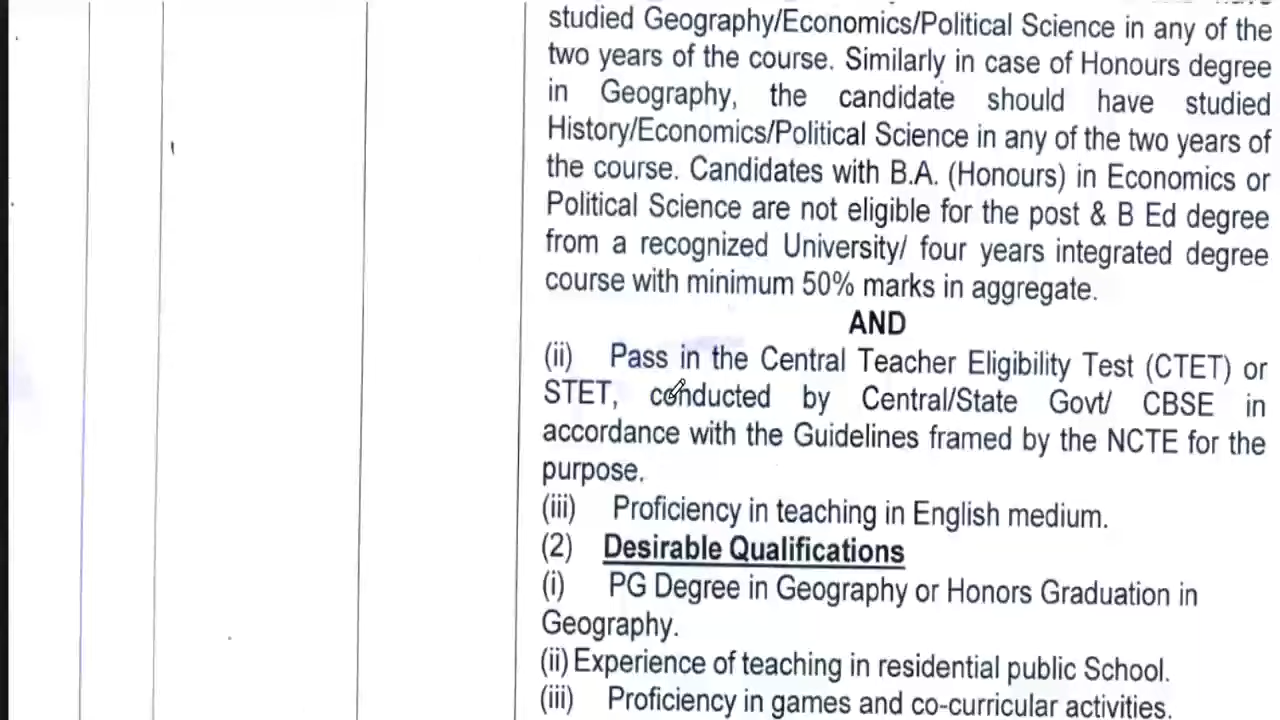 studied Geography/Economics/Political Science in any of the
two years of the course. Similarly in case of Honours degree
in Geography, the candidate should have studied
History/Economics/Political Science in any of the two years of
the course. Candidates with B.A. (Honours) in Economics or
Political Science are not eligible for the post & B Ed degree
from a recognized University/ four years integrated degree
course with minimum 50% marks in aggregate.
AND
(ii) Pass in the Central Teacher Eligibility Test (CTET) or
STET, conducted by Central/State Govt/ CBSE in
accordance with the Guidelines framed by the NCTE for the
purpose.
(iii) Proficiency in teaching in English medium.
(2) Desirable Qualifications
(i) PG Degree in Geography or Honors Graduation in
Geography.
(ii) Experience of teaching in residential public School.
(iii) Proficiency in games and co-curricular activities.